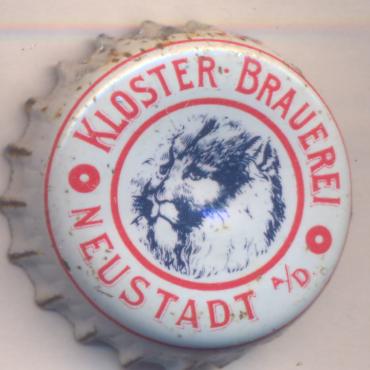 KLOSTER-BRAUEREI
NEUSTADT A/D.